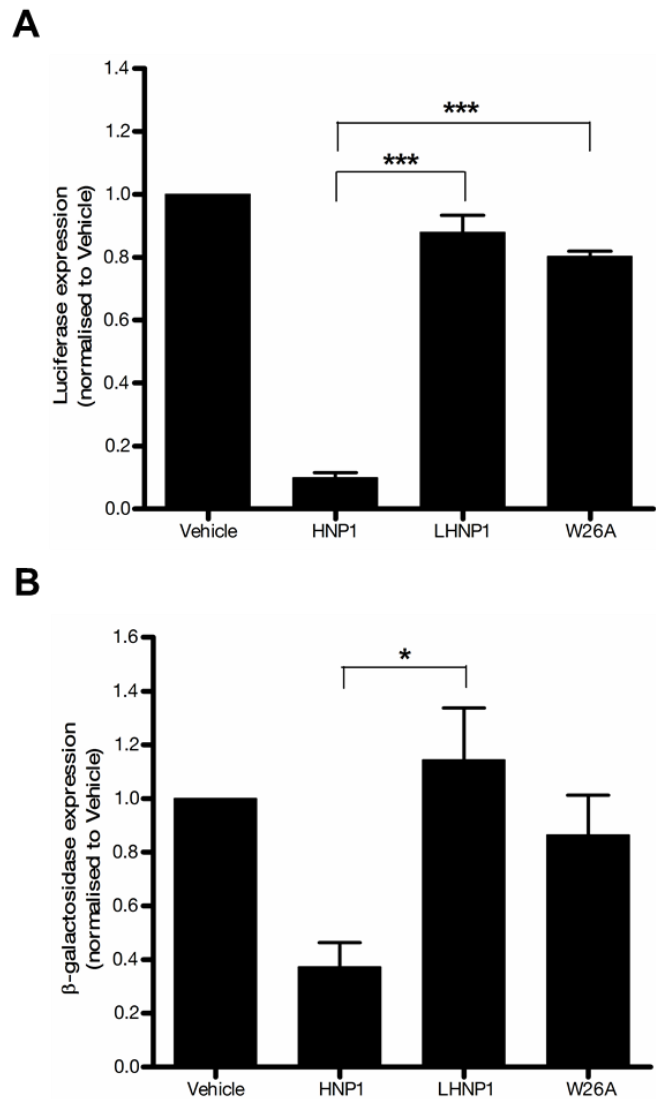 A
Luciferase expression
(normalised to Vehicle)
1.4
1.2
1.0
0.8
0.6
0.4
0.2
0.0
***
***
Vehicle HNP1 LHNP1 W26A
B
β-galactosidase expression
(normalised to Vehicle)
1.6
1.4
1.2
1.0
0.8
0.6
0.4
0.2
0.0
*
Vehicle HNP1 LHNP1 W26A